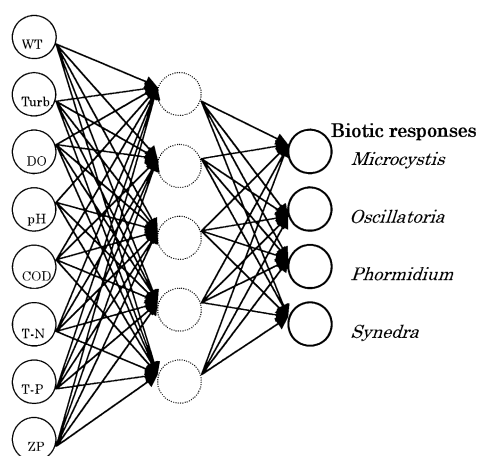 WT
Turb
DO
pH
COD
T-N
T-P
ZP
Biotic responses
Microcystis
Oscillatoria
Phormidium
Synedra